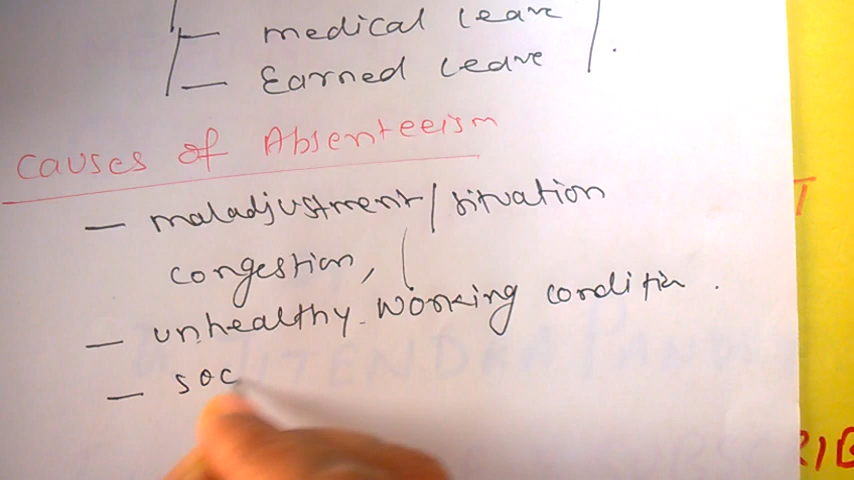 — medical leave
— Earned leave .
causes of Absenteeism
— maladjustment / situation
congestion,
— unhealthy working condition .
— soc